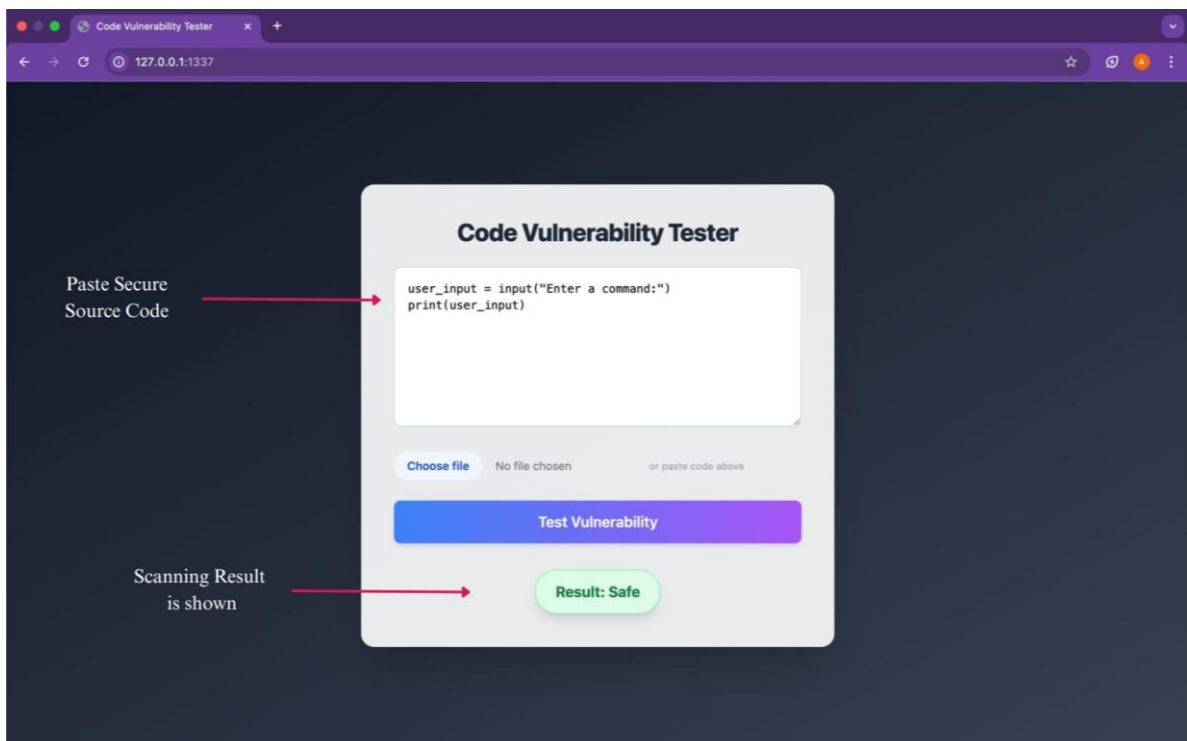 Code Vulnerability Tester
127.0.0.1:1337
A
Code Vulnerability Tester
Paste Secure
Source Code
user_input = input("Enter a command:")
print(user_input)
Choose file No file chosen or paste code above
Test Vulnerability
Scanning Result
is shown
Result: Safe